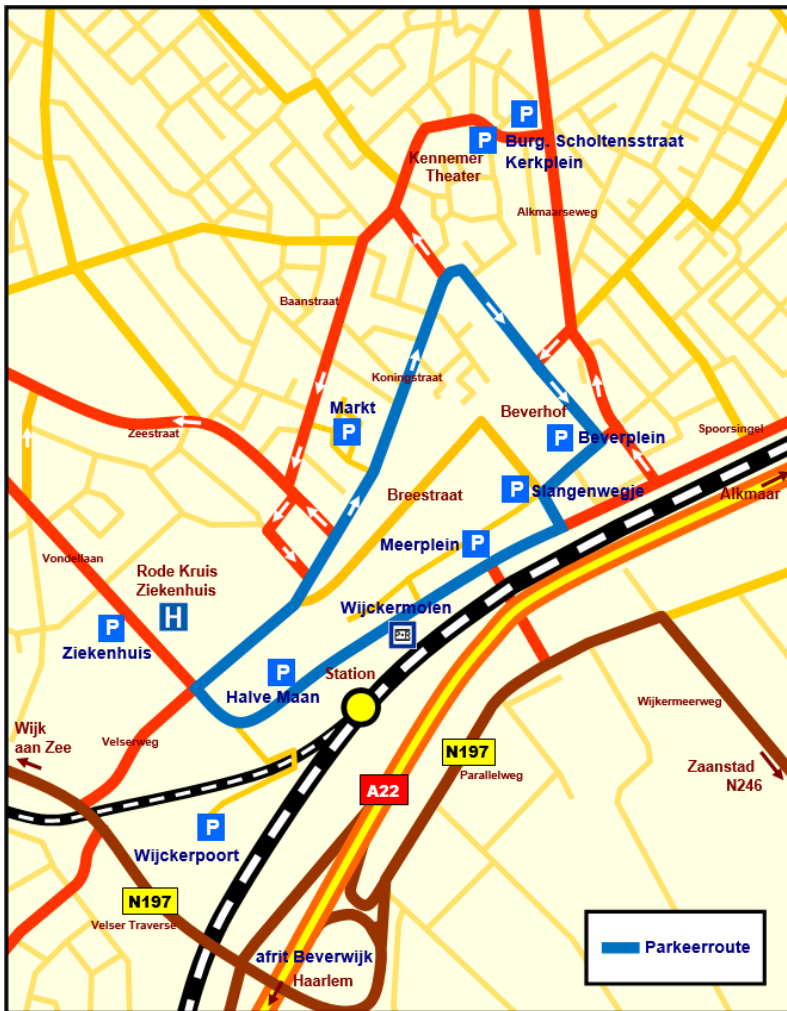 P
P
Burg. Scholtensstraat
Kerkplein
Kennemer
Theater
Alkmaarseweg
Baanstraat
Koningstraat
Markt
P
Beverhof
P
Beverplein
Spoorsingel
Zeestraat
Breestraat
P
Slangenwegje
Alkmaar
Meerplein
P
Vondellaan
Rode Kruis
Ziekenhuis
H
P
Ziekenhuis
Wijckermolen
P
Halve Maan
Station
Wijkermeerweg
Wijk
aan Zee
Velserweg
N197
Parallelweg
Zaanstad
N246
A22
P
Wijckerpoort
N197
Velser Traverse
afrit Beverwijk
Haarlem
Parkeerroute